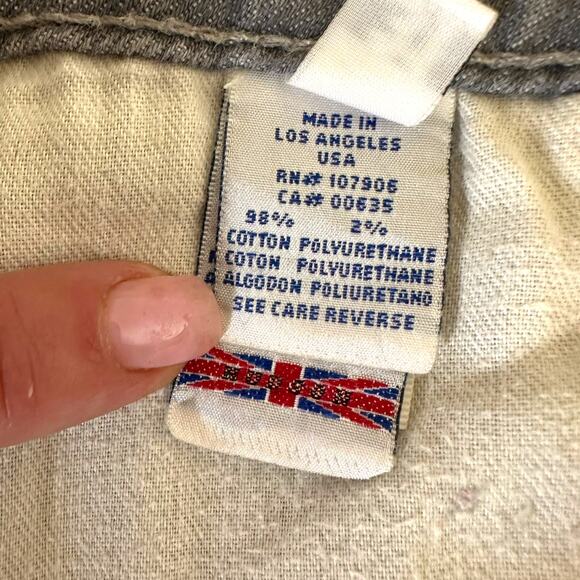 MADE IN
LOS ANGELES
USA
RN# 107906
CA# 00635
98% 2%
COTTON POLYURETHANE
COTON POLYURETHANE
ALGODON POLIURETANO
SEE CARE REVERSE